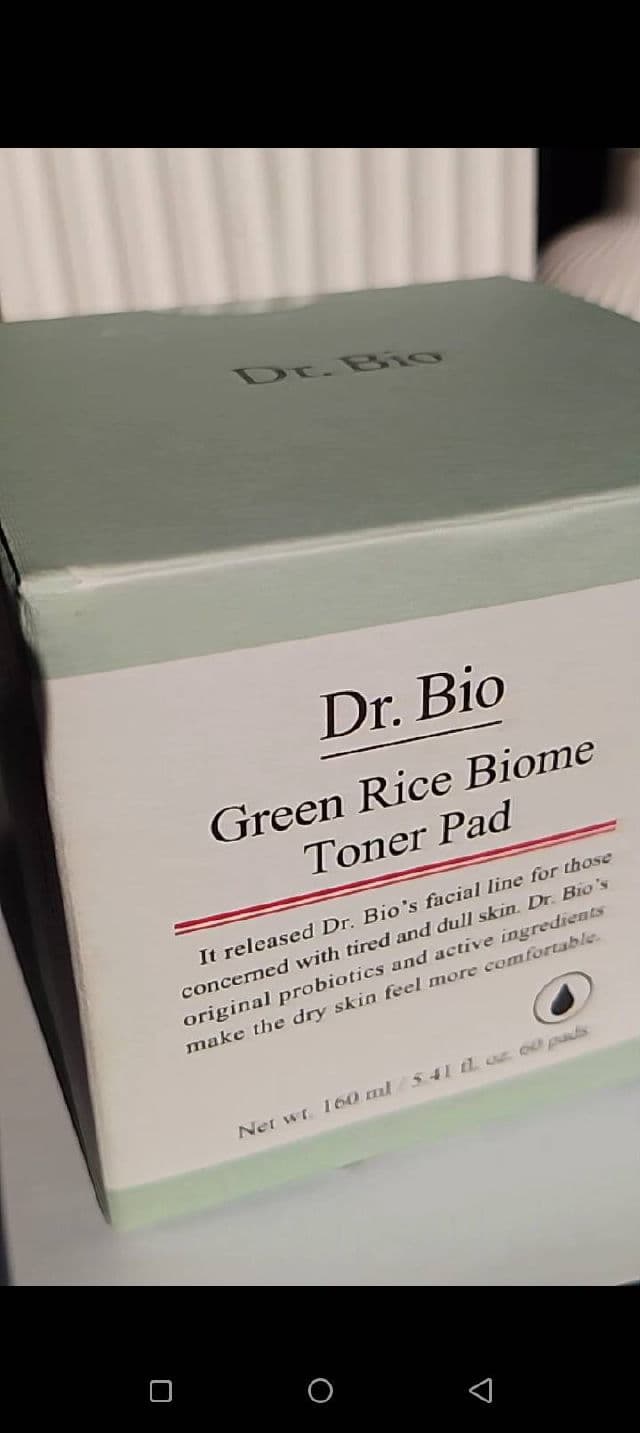 Dr. Bio
Dr. Bio
Green Rice Biome
Toner Pad
It released Dr. Bio's facial line for those
concerned with tired and dull skin. Dr. Bio's
original probiotics and active ingredients
make the dry skin feel more comfortable.
Net wt. 160 ml / 5.41 fl. oz. 60 pads